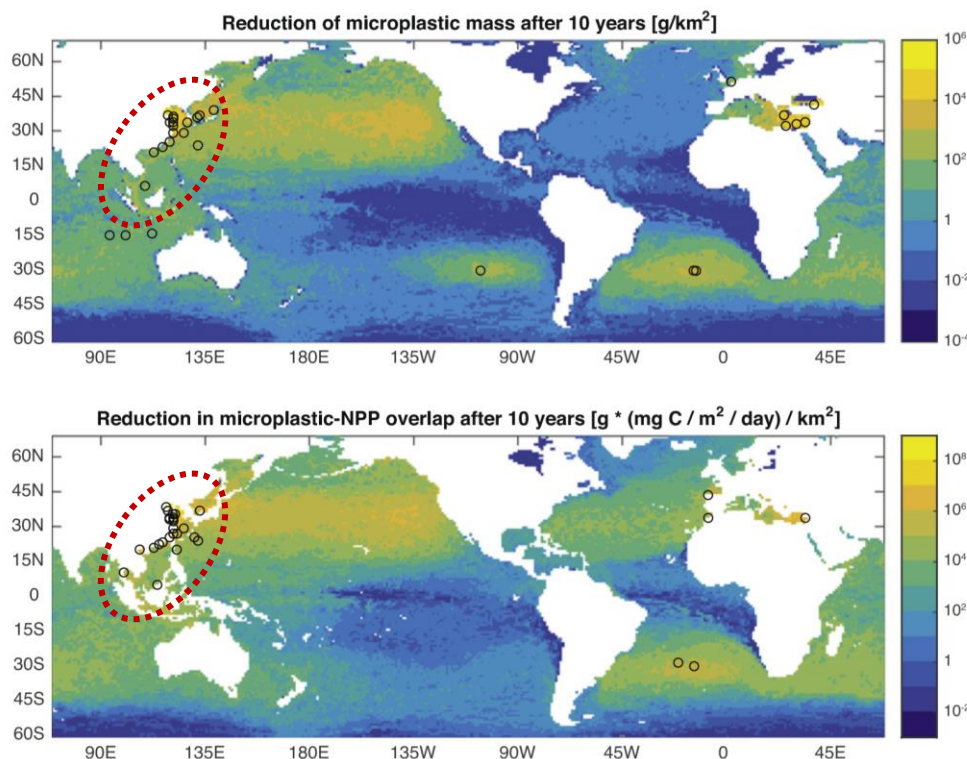 Reduction of microplastic mass after 10 years [g/km²]
60N
45N
30N
15N
0
15S
30S
45S
60S
90E 135E 180E 135W 90W 45W 0 45E
10⁶
10⁴
10²
1
10⁻²
10⁻⁴
Reduction in microplastic-NPP overlap after 10 years [g * (mg C / m² / day) / km²]
60N
45N
30N
15N
0
15S
30S
45S
60S
90E 135E 180E 135W 90W 45W 0 45E
10⁸
10⁶
10⁴
10²
1
10⁻²